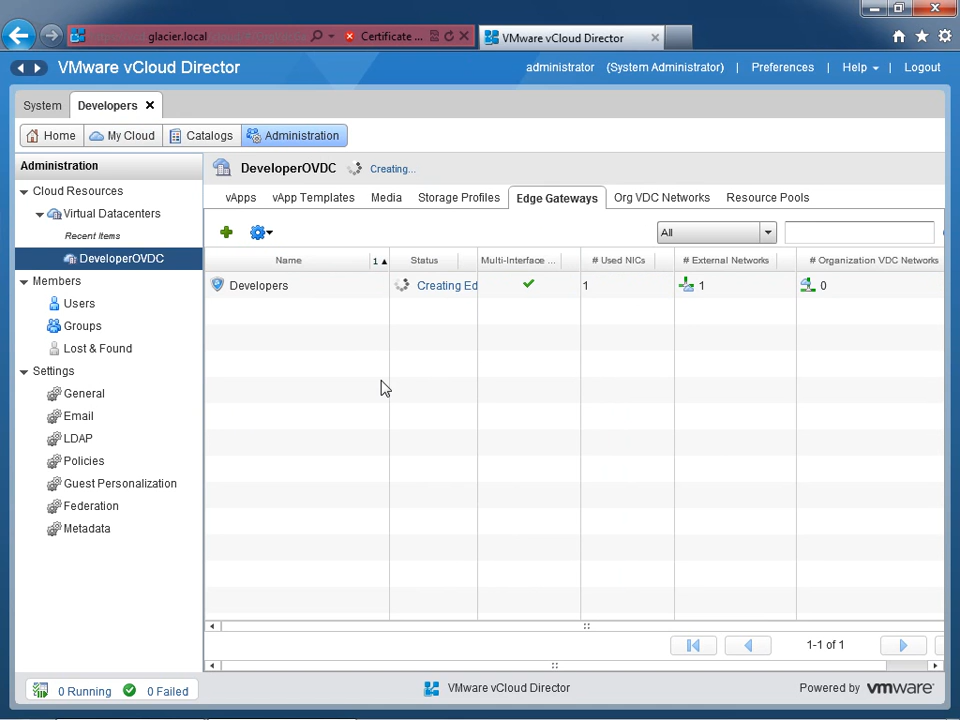 glacier.local
Certificate ...
VMware vCloud Director
VMware vCloud Director
administrator (System Administrator) | Preferences | Help | Logout
System
Developers
Home
My Cloud
Catalogs
Administration
Administration
Cloud Resources
Virtual Datacenters
Recent Items
DeveloperOVDC
Members
Users
Groups
Lost & Found
Settings
General
Email
LDAP
Policies
Guest Personalization
Federation
Metadata
DeveloperOVDC Creating...
vApps vApp Templates Media Storage Profiles Edge Gateways Org VDC Networks Resource Pools
All
Name 1 ▲ Status Multi-Interface ... # Used NICs # External Networks # Organization VDC Networks
Developers Creating Ed 1 1 0
1-1 of 1
0 Running 0 Failed
VMware vCloud Director
Powered by vmware